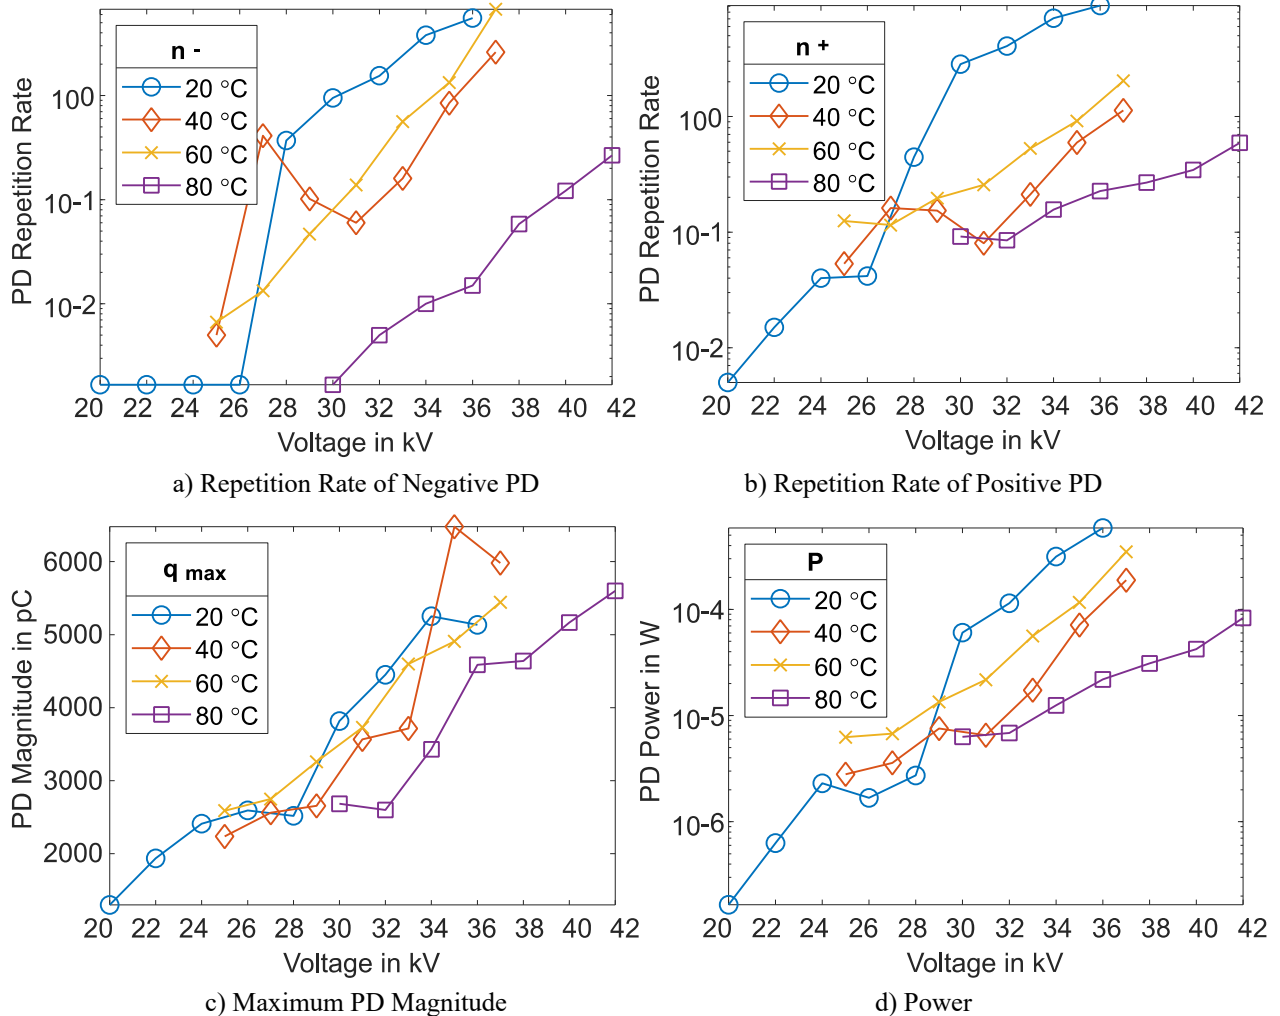 n -
20 °C
40 °C
60 °C
80 °C
PD Repetition Rate
10^0
10^-1
10^-2
20 22 24 26 28 30 32 34 36 38 40 42
Voltage in kV
a) Repetition Rate of Negative PD
n +
20 °C
40 °C
60 °C
80 °C
PD Repetition Rate
10^0
10^-1
10^-2
20 22 24 26 28 30 32 34 36 38 40 42
Voltage in kV
b) Repetition Rate of Positive PD
q max
20 °C
40 °C
60 °C
80 °C
PD Magnitude in pC
6000
5000
4000
3000
2000
20 22 24 26 28 30 32 34 36 38 40 42
Voltage in kV
c) Maximum PD Magnitude
P
20 °C
40 °C
60 °C
80 °C
PD Power in W
10^-4
10^-5
10^-6
20 22 24 26 28 30 32 34 36 38 40 42
Voltage in kV
d) Power